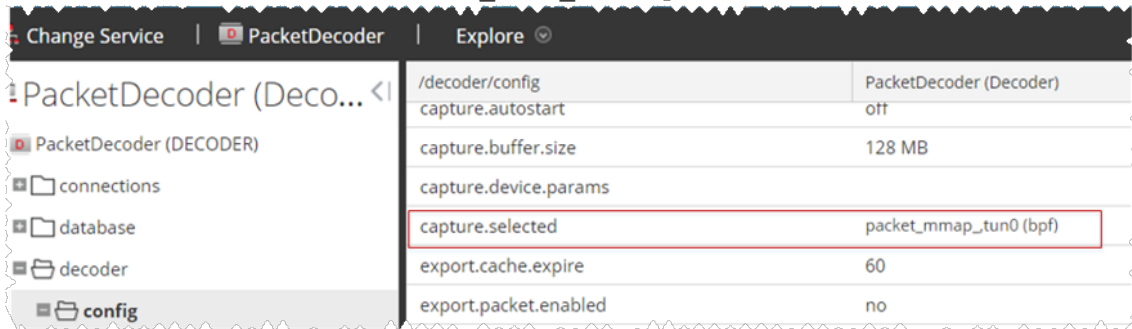 Change Service | PacketDecoder | Explore
PacketDecoder (Deco...
PacketDecoder (DECODER)
connections
database
decoder
config
/decoder/config PacketDecoder (Decoder)
capture.autostart off
capture.buffer.size 128 MB
capture.device.params
capture.selected packet_mmap_,tun0 (bpf)
export.cache.expire 60
export.packet.enabled no